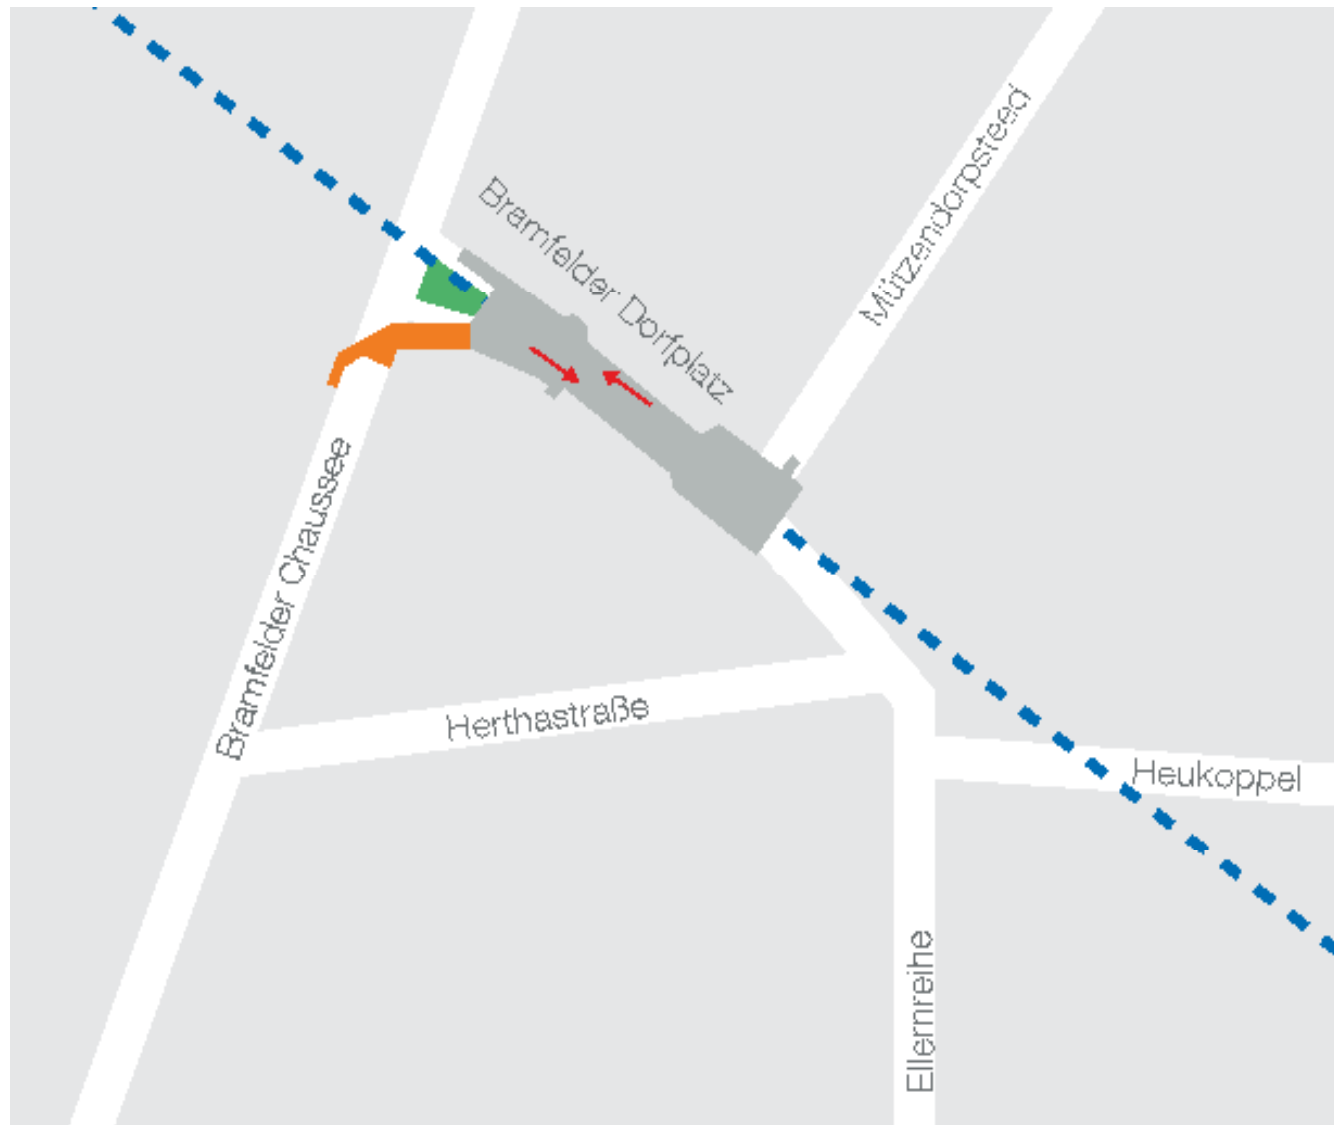 Bramfelder Dorfplatz
Mützendorpsteed
Bramfelder Chaussee
Herthastraße
Heukoppel
Ellernreihe